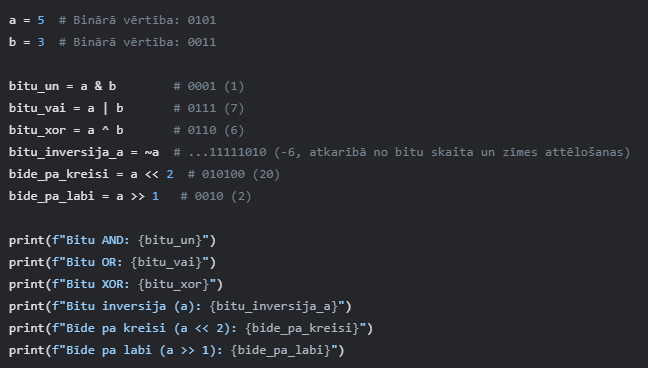 a = 5  # Binārā vērtība: 0101
b = 3  # Binārā vērtība: 0011
bitu_un = a & b        # 0001 (1)
bitu_vai = a | b       # 0111 (7)
bitu_xor = a ^ b       # 0110 (6)
bitu_inversija_a = ~a  # ...11111010 (-6, atkarībā no bitu skaita un zīmes attēlošanas)
bide_pa_kreisi = a << 2  # 010100 (20)
bide_pa_labi = a >> 1   # 0010 (2)
print(f"Bitu AND: {bitu_un}")
print(f"Bitu OR: {bitu_vai}")
print(f"Bitu XOR: {bitu_xor}")
print(f"Bitu inversija (a): {bitu_inversija_a}")
print(f"Bīde pa kreisi (a << 2): {bide_pa_kreisi}")
print(f"Bīde pa labi (a >> 1): {bide_pa_labi}")